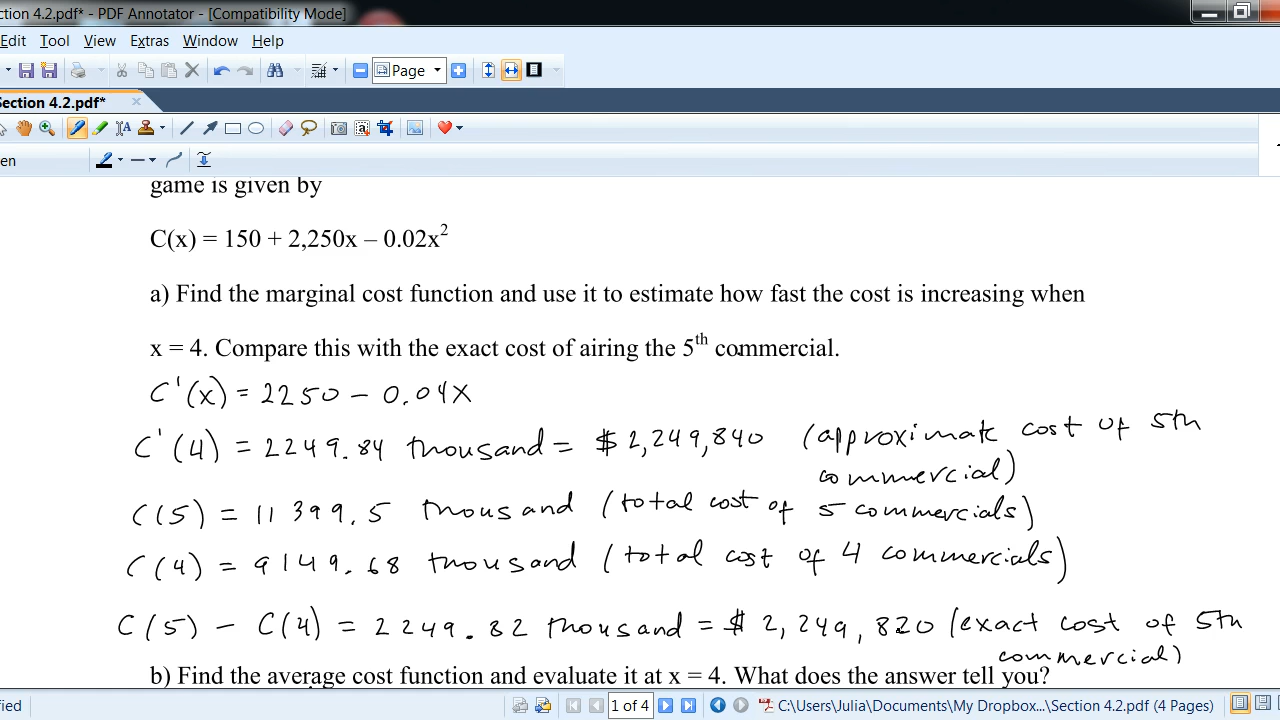 ction 4.2.pdf* - PDF Annotator - [Compatibility Mode]
Edit Tool View Extras Window Help
Page
Section 4.2.pdf*
en
game is given by
C(x) = 150 + 2,250x – 0.02x²
a) Find the marginal cost function and use it to estimate how fast the cost is increasing when
x = 4. Compare this with the exact cost of airing the 5th commercial.
C'(x) = 2250 - 0.04x
C'(4) = 2249.84 thousand = $2,249,840 (approximate cost of 5th
commercial)
C(5) = 11399.5 thousand (total cost of 5 commercials)
C(4) = 9149.68 thousand (total cost of 4 commercials)
C(5) - C(4) = 2249.82 thousand = $2,249,820 (exact cost of 5th
commercial)
b) Find the average cost function and evaluate it at x = 4. What does the answer tell you?
fied 1 of 4 C:\Users\Julia\Documents\My Dropbox...\Section 4.2.pdf (4 Pages)